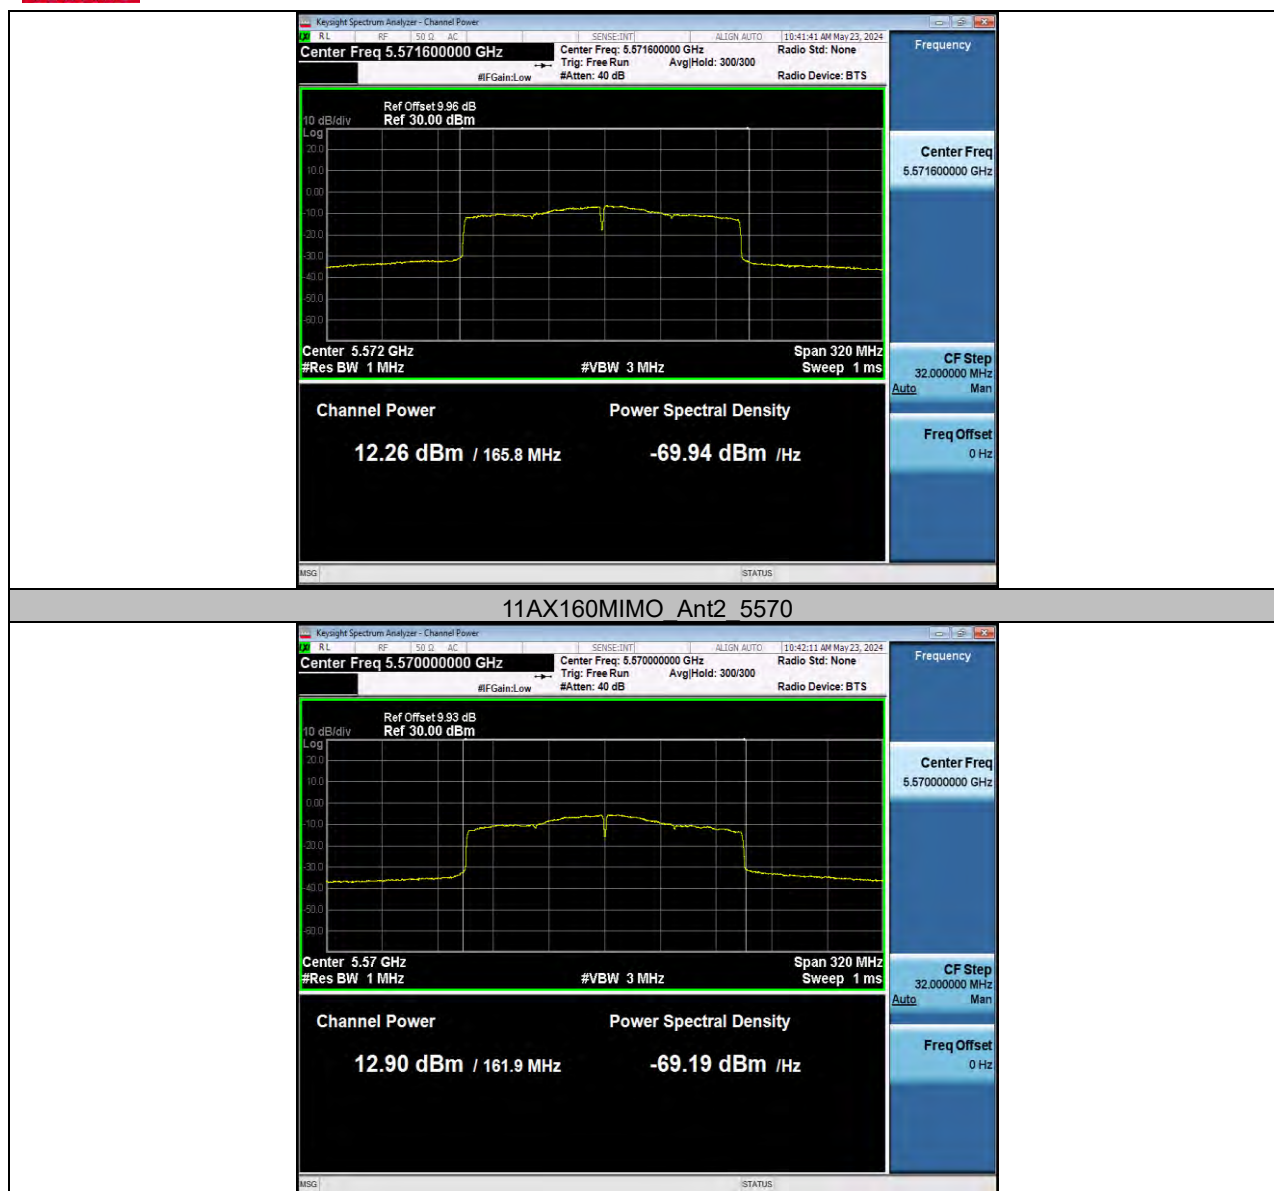 Keysight Spectrum Analyzer - Channel Power
RL RF 50 Ω AC SENSE:INT ALIGN AUTO 10:41:41 AM May 23, 2024
Center Freq 5.571600000 GHz Center Freq: 5.571600000 GHz Radio Std: None Frequency
Trig: Free Run Avg|Hold: 300/300
#IFGain:Low #Atten: 40 dB Radio Device: BTS
Ref Offset 9.96 dB
10 dB/div Ref 30.00 dBm
Log
20.0
10.0
0.00
-10.0
-20.0
-30.0
-40.0
-50.0
-60.0
Center Freq
5.571600000 GHz
Center 5.572 GHz Span 320 MHz
#Res BW 1 MHz #VBW 3 MHz Sweep 1 ms
CF Step
32.000000 MHz
Auto Man
Channel Power Power Spectral Density
Freq Offset
0 Hz
12.26 dBm / 165.8 MHz -69.94 dBm /Hz
MSG STATUS
11AX160MIMO_Ant2_5570
Keysight Spectrum Analyzer - Channel Power
RL RF 50 Ω AC SENSE:INT ALIGN AUTO 10:42:11 AM May 23, 2024
Center Freq 5.570000000 GHz Center Freq: 5.570000000 GHz Radio Std: None Frequency
Trig: Free Run Avg|Hold: 300/300
#IFGain:Low #Atten: 40 dB Radio Device: BTS
Ref Offset 9.93 dB
10 dB/div Ref 30.00 dBm
Log
20.0
10.0
0.00
-10.0
-20.0
-30.0
-40.0
-50.0
-60.0
Center Freq
5.570000000 GHz
Center 5.57 GHz Span 320 MHz
#Res BW 1 MHz #VBW 3 MHz Sweep 1 ms
CF Step
32.000000 MHz
Auto Man
Channel Power Power Spectral Density
Freq Offset
0 Hz
12.90 dBm / 161.9 MHz -69.19 dBm /Hz
MSG STATUS